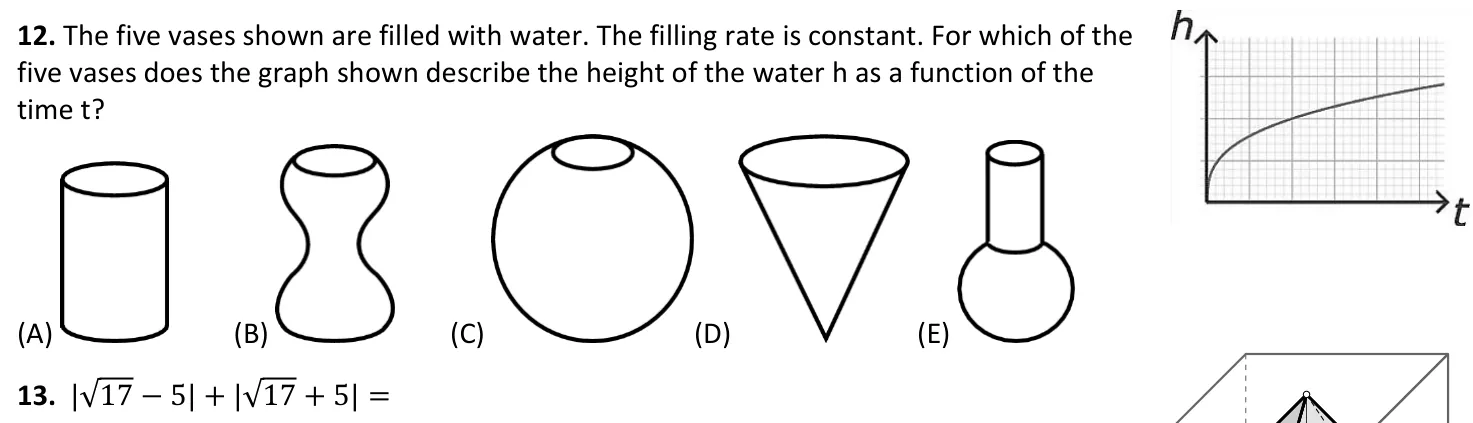 12. The five vases shown are filled with water. The filling rate is constant. For which of the
five vases does the graph shown describe the height of the water h as a function of the
time t?
h
t
(A)
(B)
(C)
(D)
(E)
13. |√17 − 5| + |√17 + 5| =